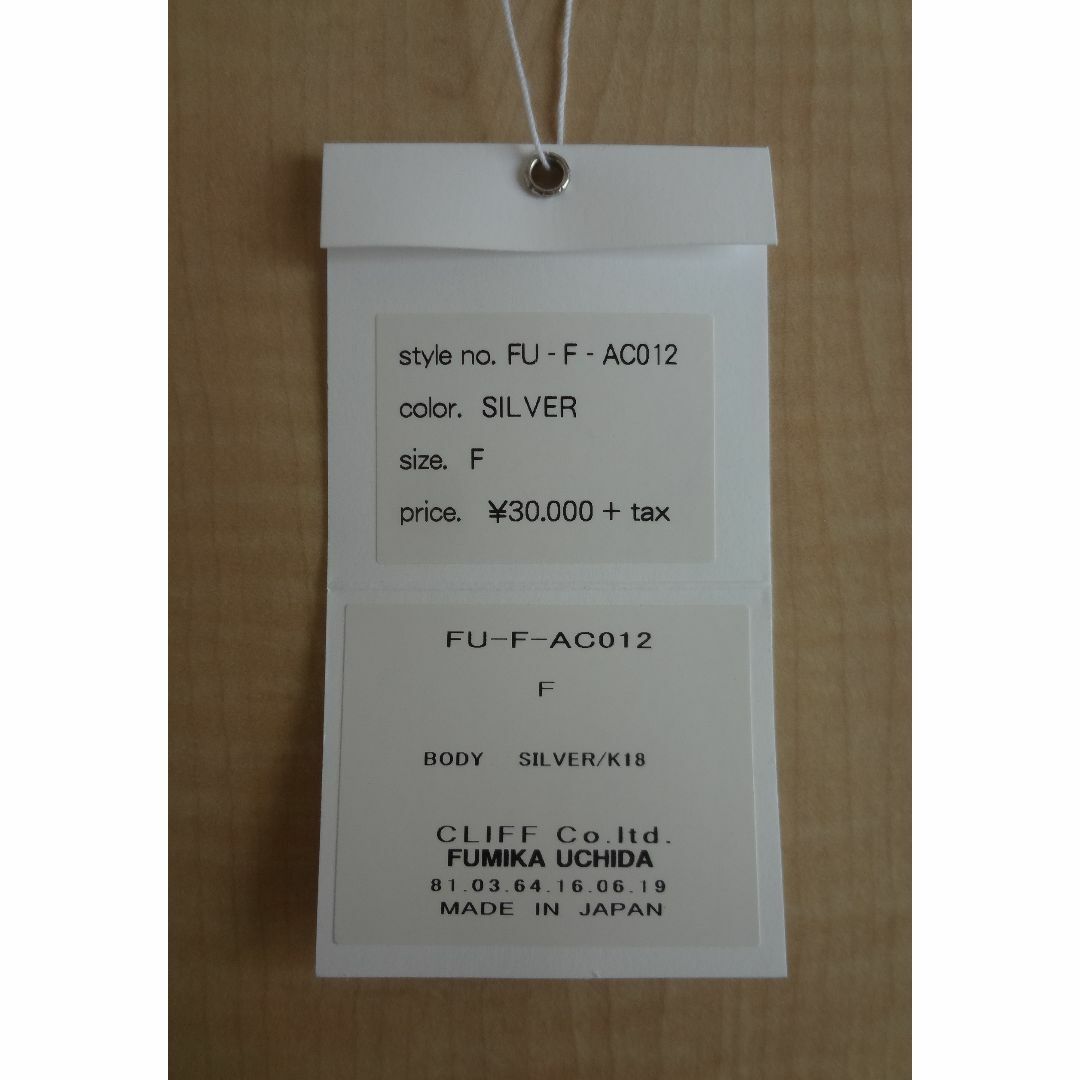 style no. FU - F - AC012
color. SILVER
size. F
price. ¥30.000 + tax
FU-F-AC012
F
BODY SILVER/K18
CLIFF Co.ltd.
FUMIKA UCHIDA
81.03.64.16.06.19
MADE IN JAPAN